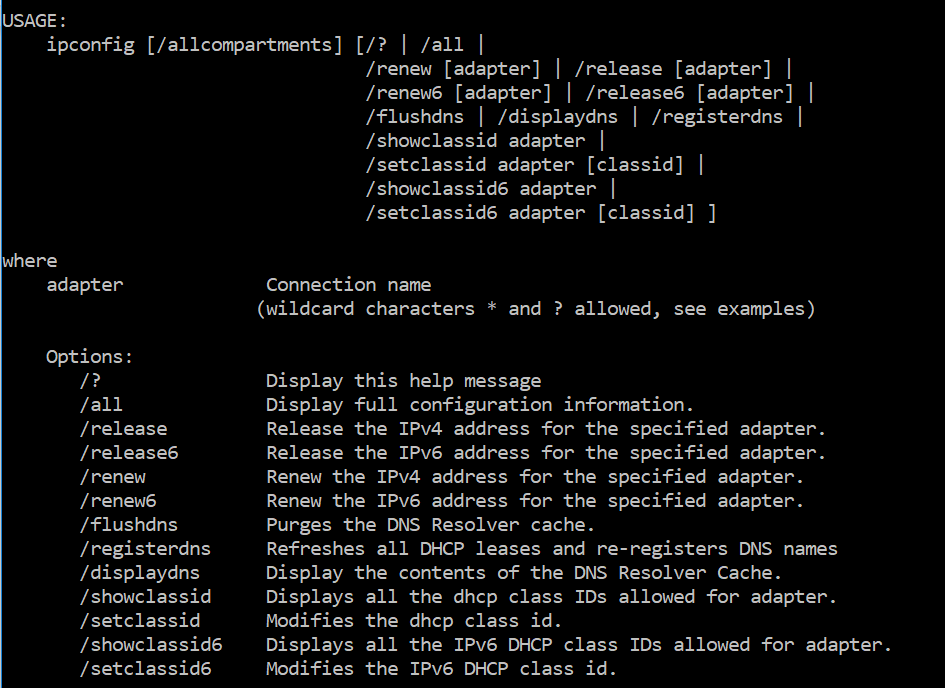 USAGE:
    ipconfig [/allcompartments] [/? | /all |
                                 /renew [adapter] | /release [adapter] |
                                 /renew6 [adapter] | /release6 [adapter] |
                                 /flushdns | /displaydns | /registerdns |
                                 /showclassid adapter |
                                 /setclassid adapter [classid] |
                                 /showclassid6 adapter |
                                 /setclassid6 adapter [classid] ]

where
    adapter             Connection name
                       (wildcard characters * and ? allowed, see examples)

    Options:
       /?               Display this help message
       /all             Display full configuration information.
       /release         Release the IPv4 address for the specified adapter.
       /release6        Release the IPv6 address for the specified adapter.
       /renew           Renew the IPv4 address for the specified adapter.
       /renew6          Renew the IPv6 address for the specified adapter.
       /flushdns        Purges the DNS Resolver cache.
       /registerdns     Refreshes all DHCP leases and re-registers DNS names
       /displaydns      Display the contents of the DNS Resolver Cache.
       /showclassid     Displays all the dhcp class IDs allowed for adapter.
       /setclassid      Modifies the dhcp class id.
       /showclassid6    Displays all the IPv6 DHCP class IDs allowed for adapter.
       /setclassid6     Modifies the IPv6 DHCP class id.